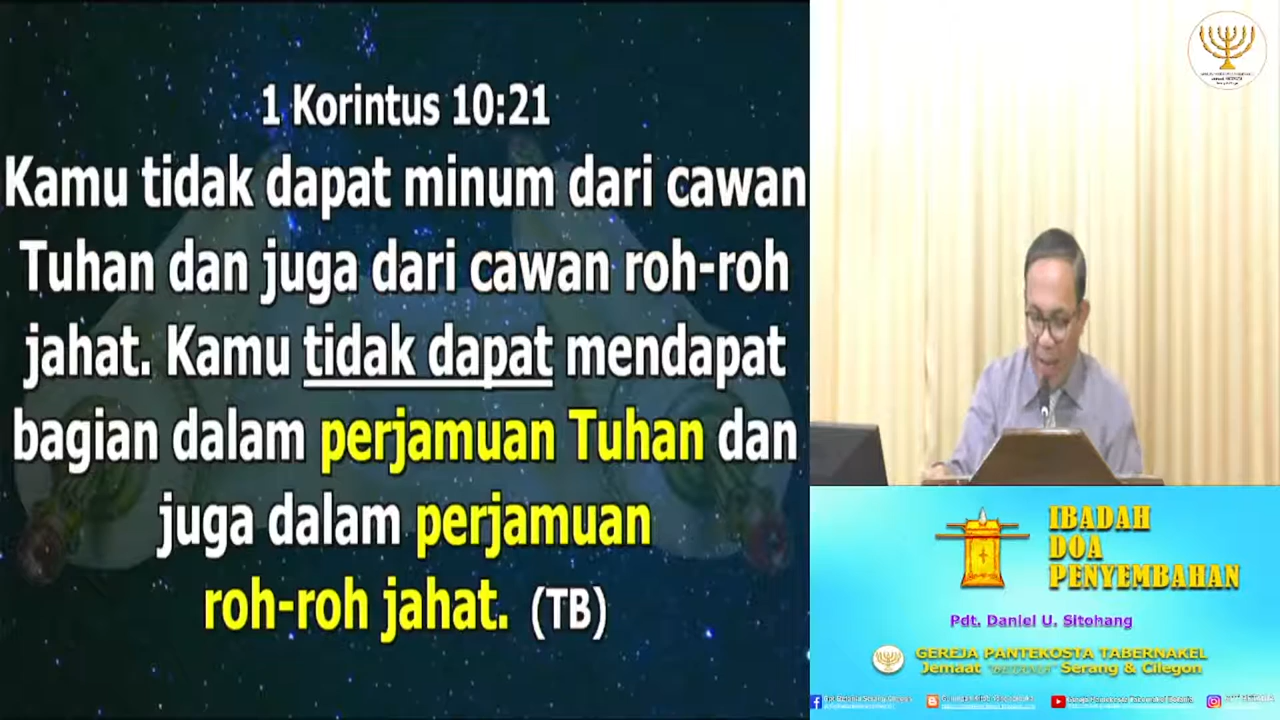 1 Korintus 10:21
Kamu tidak dapat minum dari cawan
Tuhan dan juga dari cawan roh-roh
jahat. Kamu tidak dapat mendapat
bagian dalam perjamuan Tuhan dan
juga dalam perjamuan
roh-roh jahat. (TB)
IBADAH
DOA
PENYEMBAHAN
Pdt. Daniel U. Sitohang
GEREJA PANTEKOSTA TABERNAKEL
Jemaat "BETHANIA" Serang & Cilegon